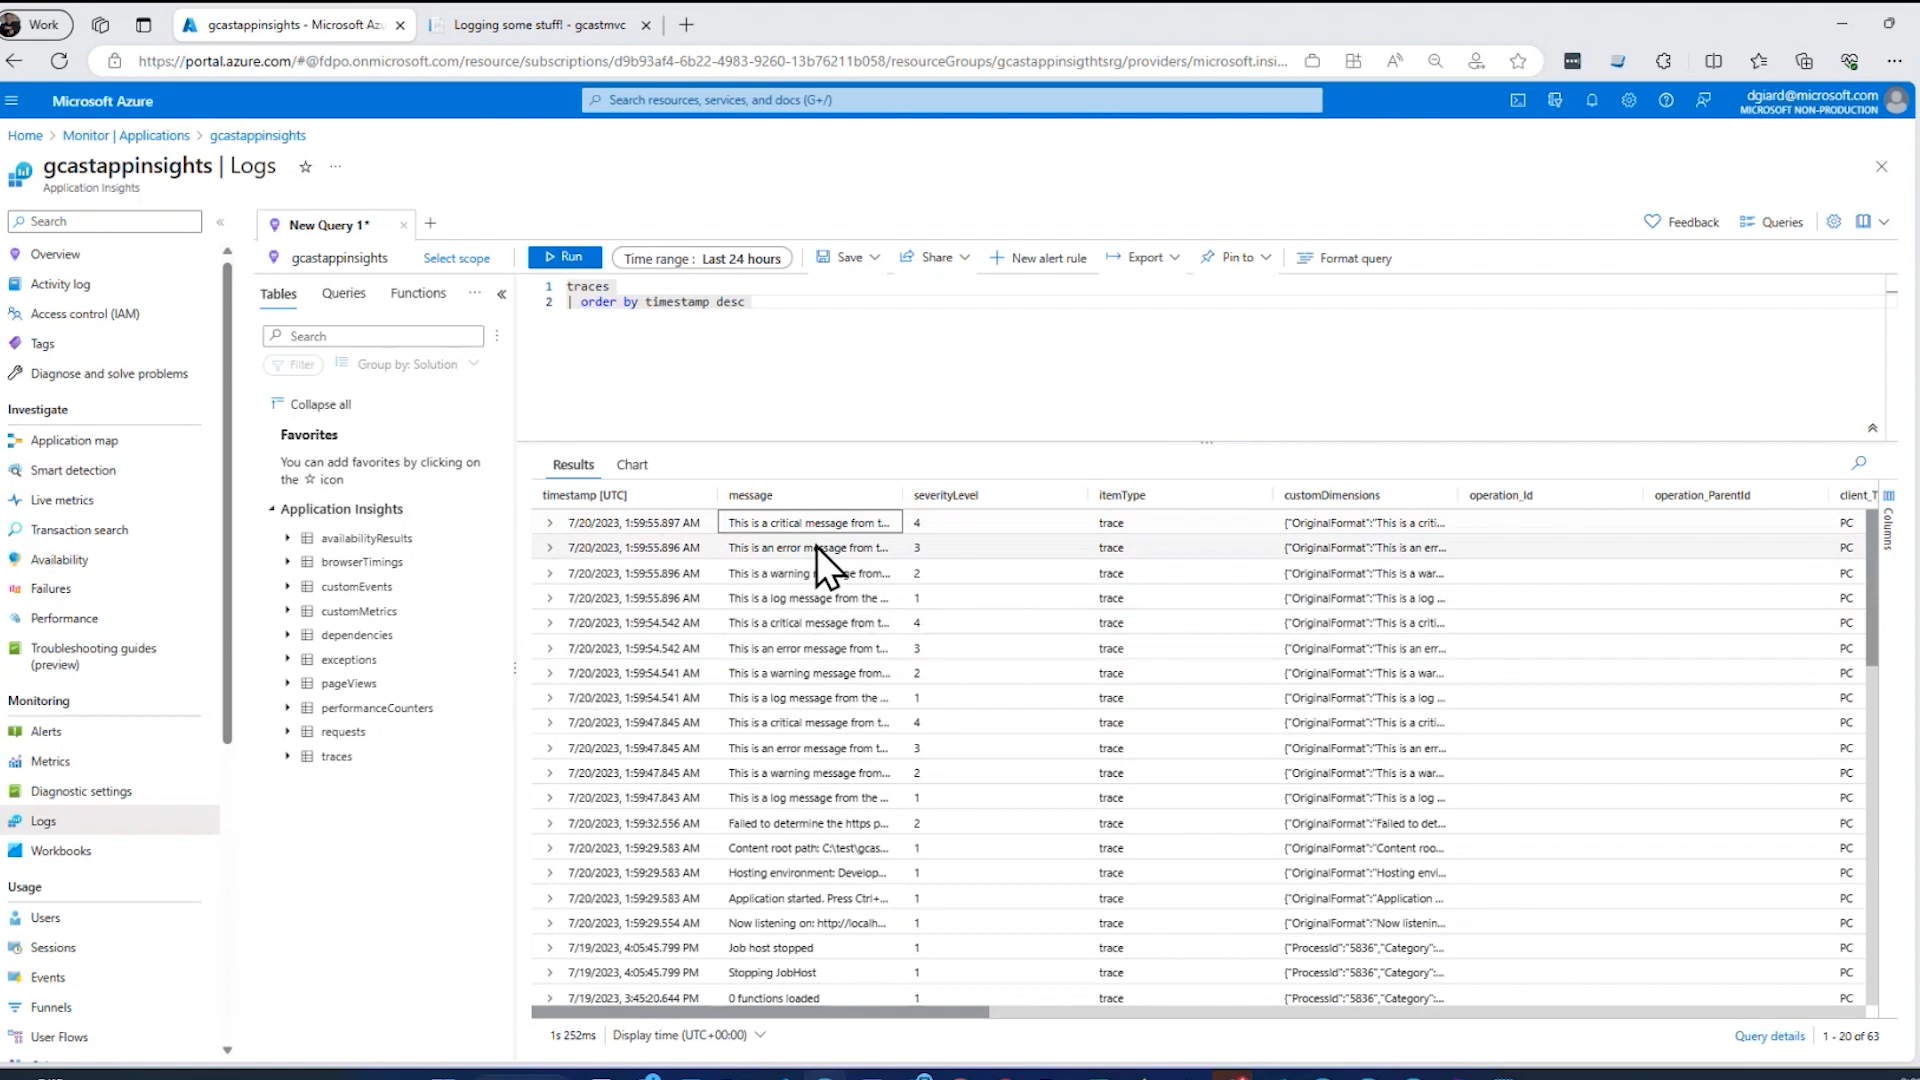 Work
gcastappinsights - Microsoft Azu
Logging some stuff! - gcastmvc
https://portal.azure.com/#@fdpo.onmicrosoft.com/resource/subscriptions/d9b93af4-6b22-4983-9260-13b76211b058/resourceGroups/gcastappinsigthtsrg/providers/microsoft.insi...
Microsoft Azure
Search resources, services, and docs (G+/)
dgiard@microsoft.com
MICROSOFT NON-PRODUCTION
Home > Monitor | Applications > gcastappinsights
gcastappinsights | Logs
Application Insights
Search
Overview
Activity log
Access control (IAM)
Tags
Diagnose and solve problems
Investigate
Application map
Smart detection
Live metrics
Transaction search
Availability
Failures
Performance
Troubleshooting guides
(preview)
Monitoring
Alerts
Metrics
Diagnostic settings
Logs
Workbooks
Usage
Users
Sessions
Events
Funnels
User Flows
New Query 1*
Feedback
Queries
gcastappinsights
Select scope
Run
Time range : Last 24 hours
Save
Share
New alert rule
Export
Pin to
Format query
Tables
Queries
Functions
Search
Filter
Group by: Solution
Collapse all
Favorites
You can add favorites by clicking on
the ☆ icon
Application Insights
availabilityResults
browserTimings
customEvents
customMetrics
dependencies
exceptions
pageViews
performanceCounters
requests
traces
1 traces
2 | order by timestamp desc
Results
Chart
timestamp [UTC] message severityLevel itemType customDimensions operation_Id operation_ParentId client_T
7/20/2023, 1:59:55.897 AM This is a critical message from t... 4 trace {"OriginalFormat":"This is a criti... PC
7/20/2023, 1:59:55.896 AM This is an error message from t... 3 trace {"OriginalFormat":"This is an err... PC
7/20/2023, 1:59:55.896 AM This is a warning from... 2 trace {"OriginalFormat":"This is a war... PC
7/20/2023, 1:59:55.896 AM This is a log message from the ... 1 trace {"OriginalFormat":"This is a log ... PC
7/20/2023, 1:59:54.542 AM This is a critical message from t... 4 trace {"OriginalFormat":"This is a criti... PC
7/20/2023, 1:59:54.542 AM This is an error message from t... 3 trace {"OriginalFormat":"This is an err... PC
7/20/2023, 1:59:54.541 AM This is a warning message from... 2 trace {"OriginalFormat":"This is a war... PC
7/20/2023, 1:59:54.541 AM This is a log message from the ... 1 trace {"OriginalFormat":"This is a log ... PC
7/20/2023, 1:59:47.845 AM This is a critical message from t... 4 trace {"OriginalFormat":"This is a criti... PC
7/20/2023, 1:59:47.845 AM This is an error message from t... 3 trace {"OriginalFormat":"This is an err... PC
7/20/2023, 1:59:47.845 AM This is a warning message from... 2 trace {"OriginalFormat":"This is a war... PC
7/20/2023, 1:59:47.843 AM This is a log message from the ... 1 trace {"OriginalFormat":"This is a log ... PC
7/20/2023, 1:59:32.556 AM Failed to determine the https p... 2 trace {"OriginalFormat":"Failed to det... PC
7/20/2023, 1:59:29.583 AM Content root path: C:\test\gcas... 1 trace {"OriginalFormat":"Content roo... PC
7/20/2023, 1:59:29.583 AM Hosting environment: Develop... 1 trace {"OriginalFormat":"Hosting envi... PC
7/20/2023, 1:59:29.583 AM Application started. Press Ctrl+... 1 trace {"OriginalFormat":"Application ... PC
7/20/2023, 1:59:29.554 AM Now listening on: http://localh... 1 trace {"OriginalFormat":"Now listenin... PC
7/19/2023, 4:05:45.799 PM Job host stopped 1 trace {"ProcessId":"5836","Category":... PC
7/19/2023, 4:05:45.799 PM Stopping JobHost 1 trace {"ProcessId":"5836","Category":... PC
7/19/2023, 3:45:20.644 PM 0 functions loaded 1 trace {"ProcessId":"5836","Category":... PC
Columns
1s 252ms
Display time (UTC+00:00)
Query details
1 - 20 of 63